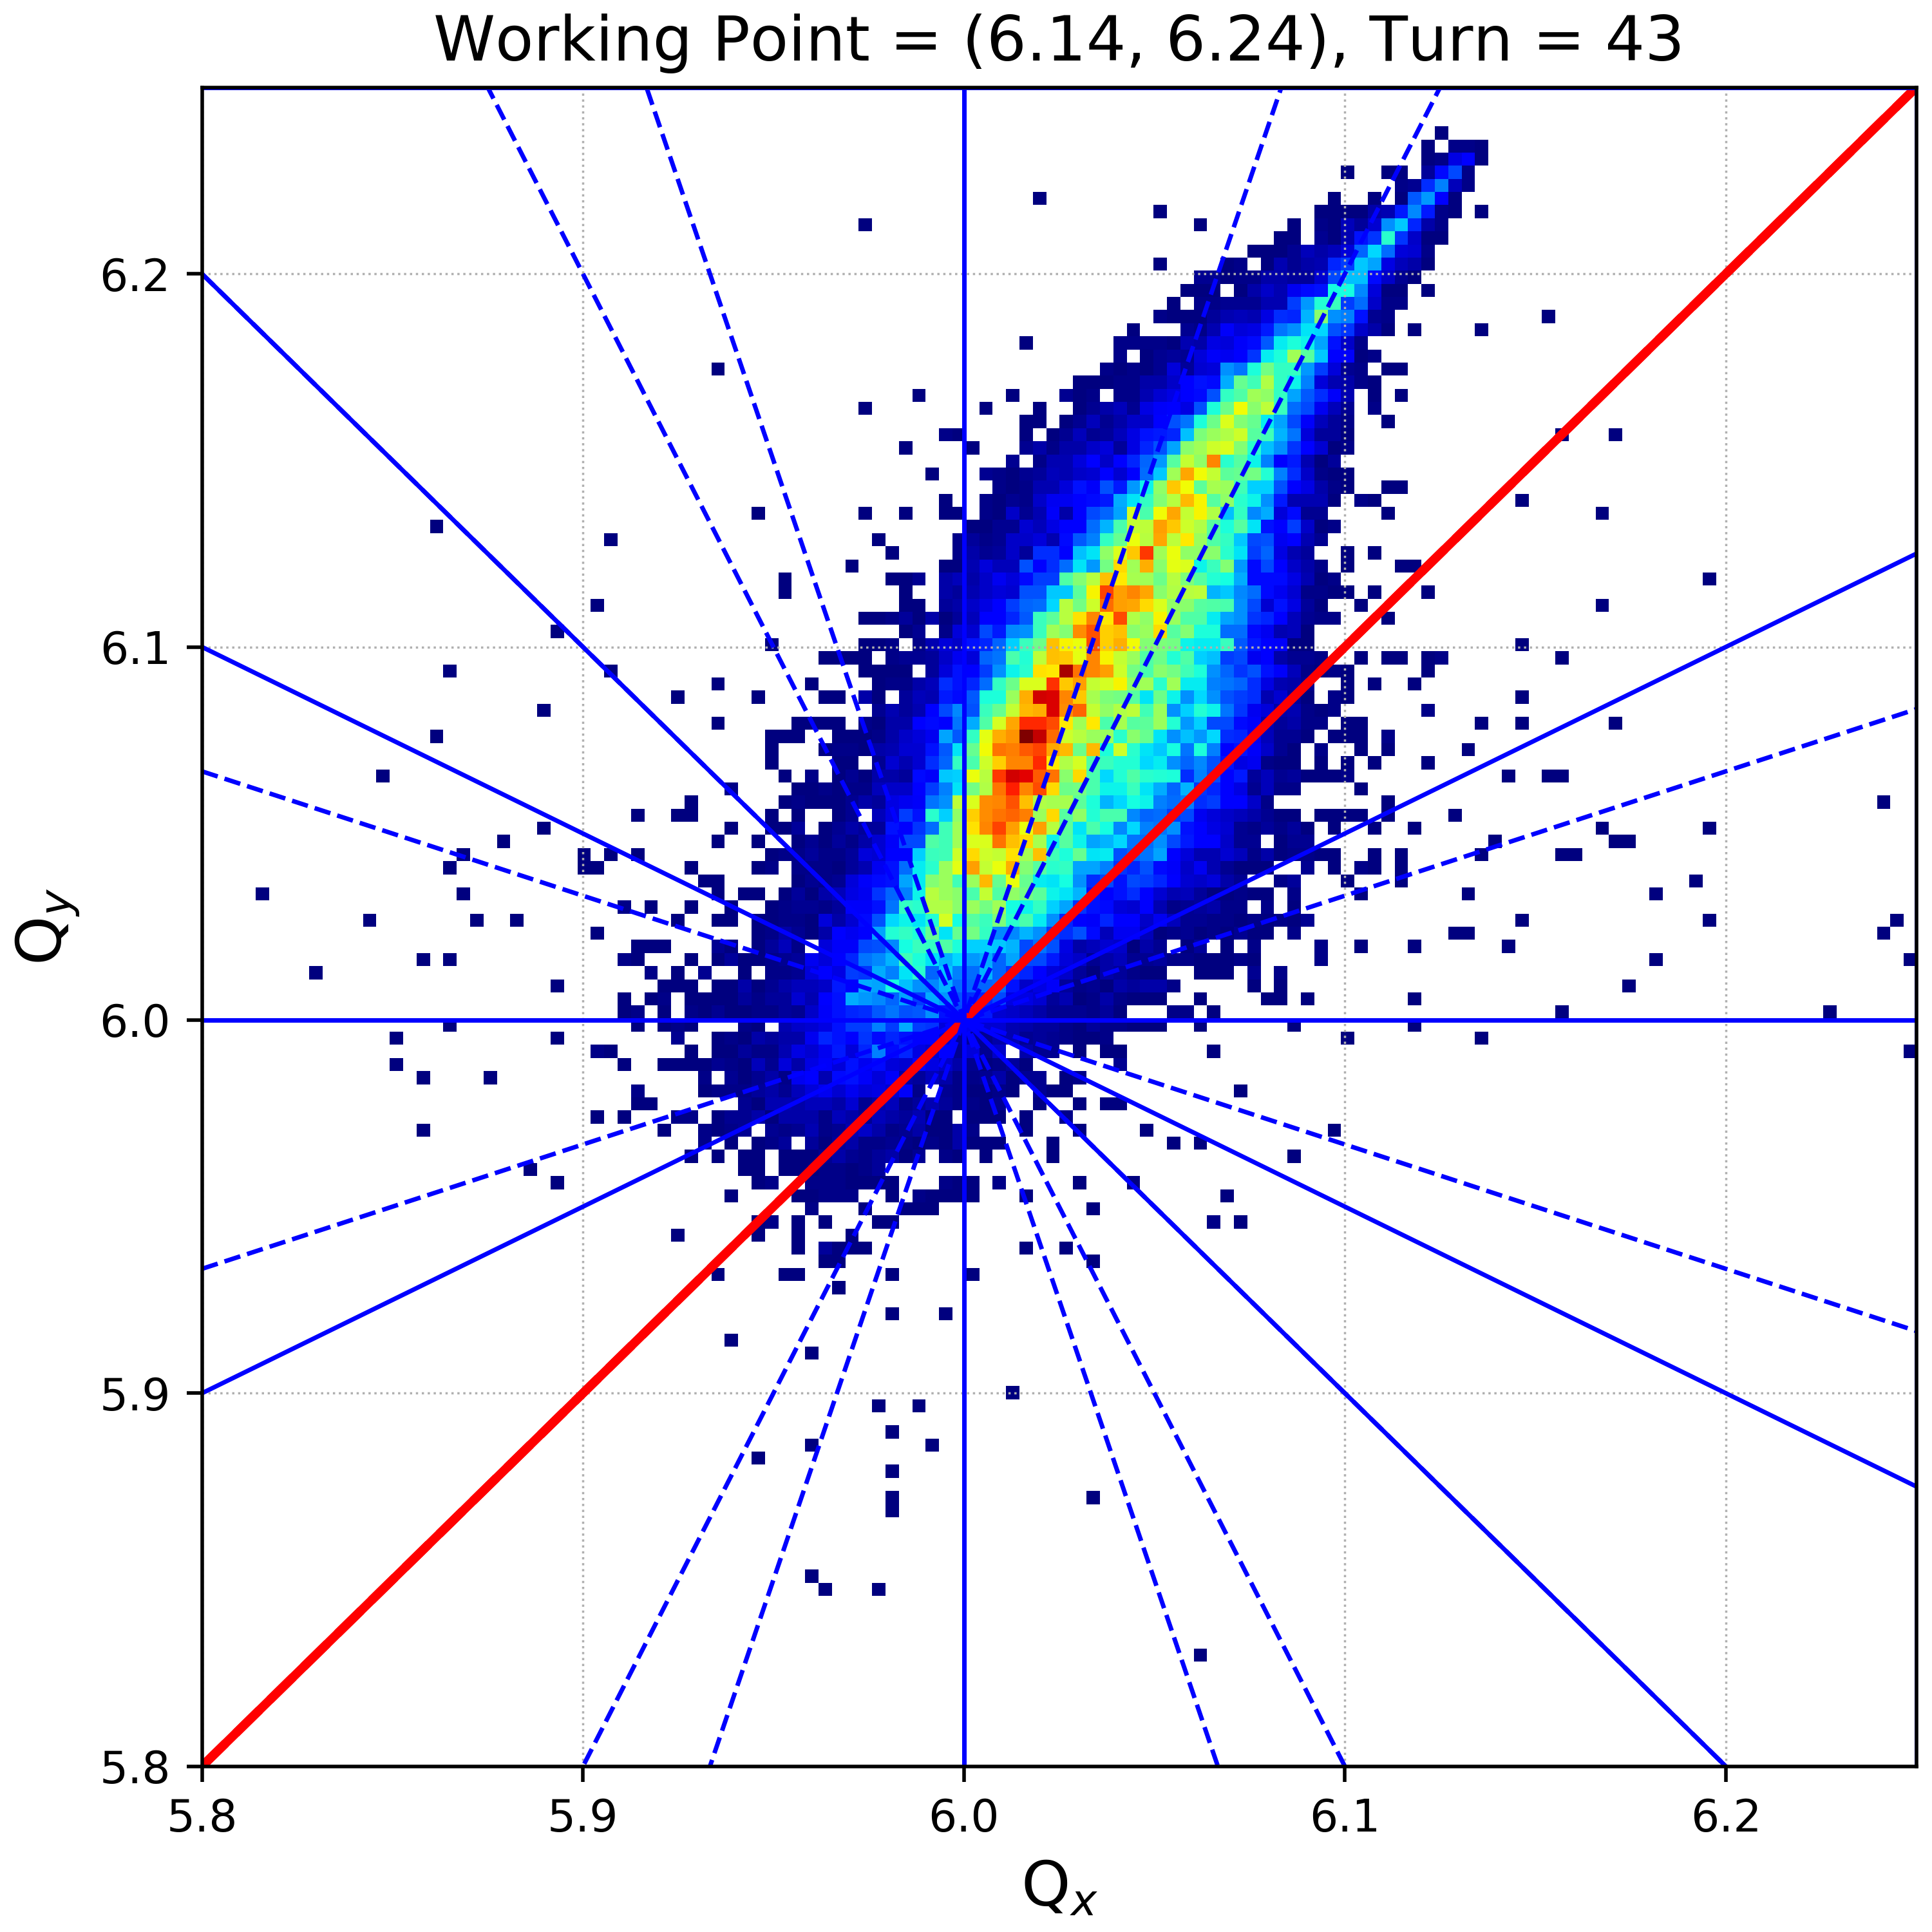 Working Point = (6.14, 6.24), Turn = 43
Qy
6.2
6.1
6.0
5.9
5.8
5.8 5.9 6.0 6.1 6.2
Qx